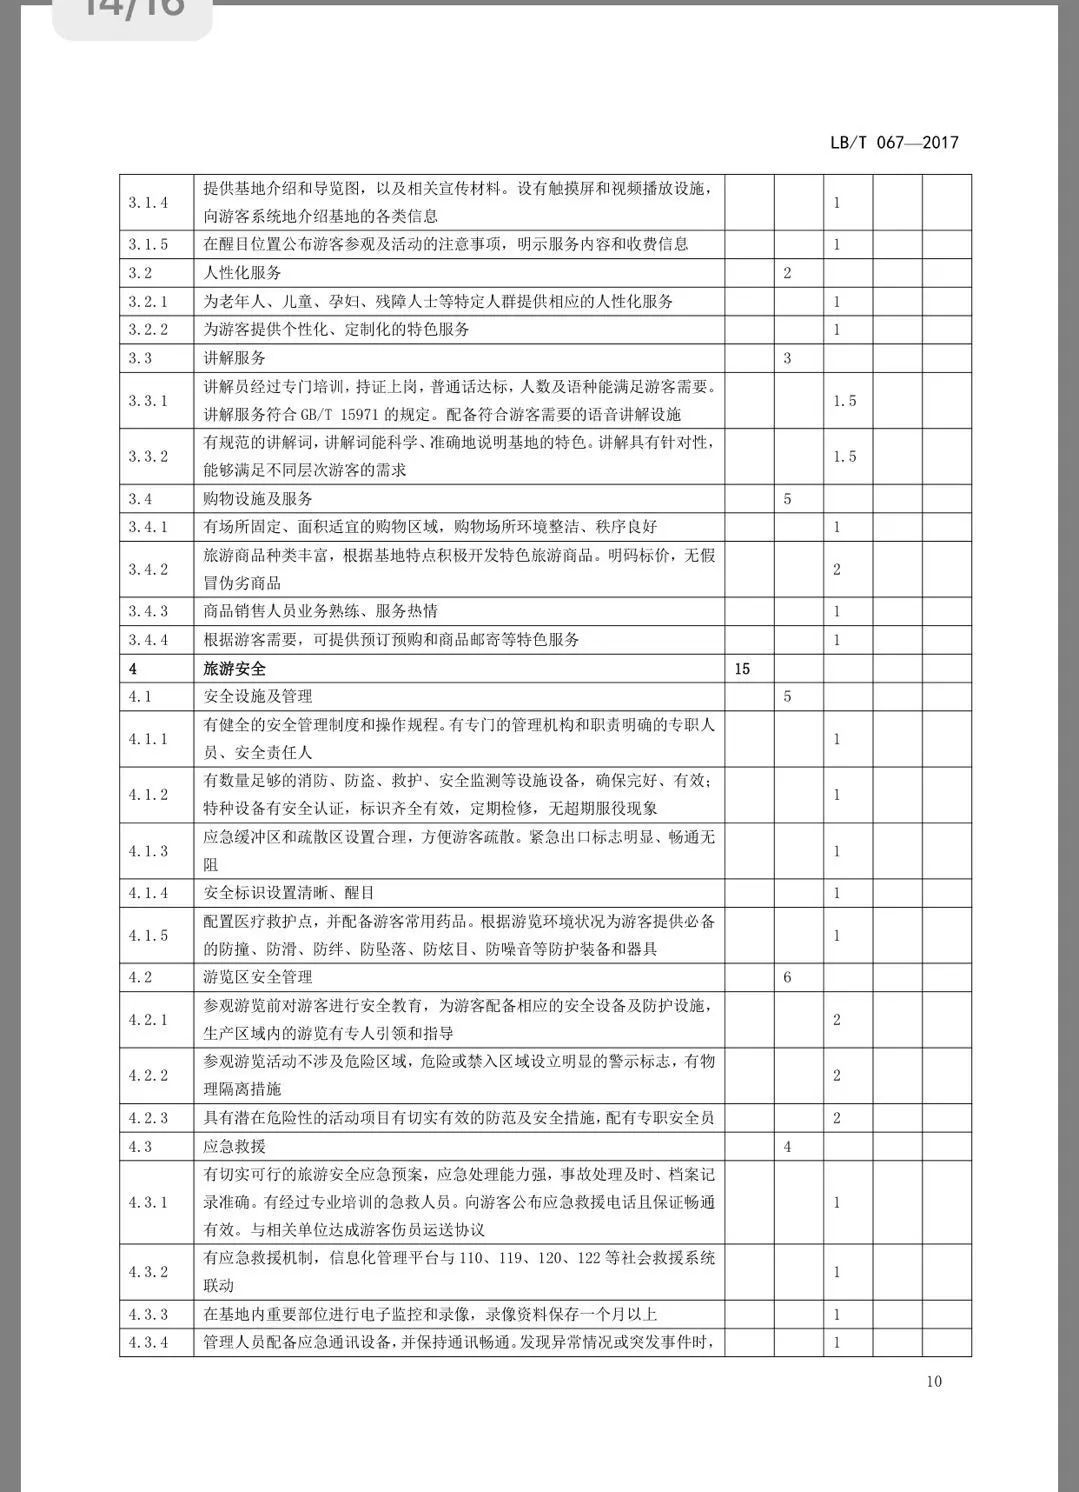 14/16
LB/T 067—2017
3.1.4
提供基地介绍和导览图，以及相关宣传材料。设有触摸屏和视频播放设施，
向游客系统地介绍基地的各类信息
1
3.1.5 在醒目位置公布游客参观及活动的注意事项，明示服务内容和收费信息 1
3.2 人性化服务 2
3.2.1 为老年人、儿童、孕妇、残障人士等特定人群提供相应的人性化服务 1
3.2.2 为游客提供个性化、定制化的特色服务 1
3.3 讲解服务 3
3.3.1
讲解员经过专门培训，持证上岗，普通话达标，人数及语种能满足游客需要。
讲解服务符合 GB/T 15971 的规定。配备符合游客需要的语音讲解设施
1.5
3.3.2
有规范的讲解词，讲解词能科学、准确地说明基地的特色。讲解具有针对性，
能够满足不同层次游客的需求
1.5
3.4 购物设施及服务 5
3.4.1 有场所固定、面积适宜的购物区域，购物场所环境整洁、秩序良好 1
3.4.2
旅游商品种类丰富，根据基地特点积极开发特色旅游商品。明码标价，无假
冒伪劣商品
2
3.4.3 商品销售人员业务熟练、服务热情 1
3.4.4 根据游客需要，可提供预订预购和商品邮寄等特色服务 1
4 旅游安全 15
4.1 安全设施及管理 5
4.1.1
有健全的安全管理制度和操作规程。有专门的管理机构和职责明确的专职人
员、安全责任人
1
4.1.2
有数量足够的消防、防盗、救护、安全监测等设施设备，确保完好、有效；
特种设备有安全认证，标识齐全有效，定期检修，无超期服役现象
1
4.1.3
应急缓冲区和疏散区设置合理，方便游客疏散。紧急出口标志明显、畅通无
阻
1
4.1.4 安全标识设置清晰、醒目 1
4.1.5
配置医疗救护点，并配备游客常用药品。根据游览环境状况为游客提供必备
的防撞、防滑、防绊、防坠落、防炫目、防噪音等防护装备和器具
1
4.2 游览区安全管理 6
4.2.1
参观游览前对游客进行安全教育，为游客配备相应的安全设备及防护设施，
生产区域内的游览有专人引领和指导
2
4.2.2
参观游览活动不涉及危险区域，危险或禁入区域设立明显的警示标志，有物
理隔离措施
2
4.2.3 具有潜在危险性的活动项目有切实有效的防范及安全措施，配有专职安全员 2
4.3 应急救援 4
4.3.1
有切实可行的旅游安全应急预案，应急处理能力强，事故处理及时、档案记
录准确。有经过专业培训的急救人员。向游客公布应急救援电话且保证畅通
有效。与相关单位达成游客伤员运送协议
1
4.3.2
有应急救援机制，信息化管理平台与 110、119、120、122 等社会救援系统
联动
1
4.3.3 在基地内重要部位进行电子监控和录像，录像资料保存一个月以上 1
4.3.4 管理人员配备应急通讯设备，并保持通讯畅通。发现异常情况或突发事件时， 1
10